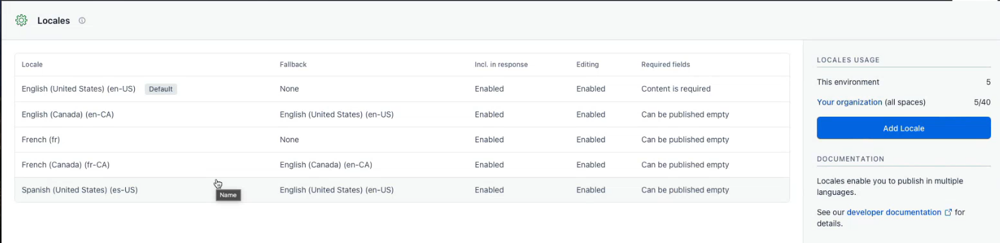 Locales
Locale Fallback Incl. in response Editing Required fields
English (United States) (en-US) Default None Enabled Enabled Content is required
English (Canada) (en-CA) English (United States) (en-US) Enabled Enabled Can be published empty
French (fr) None Enabled Enabled Can be published empty
French (Canada) (fr-CA) English (Canada) (en-CA) Enabled Enabled Can be published empty
Spanish (United States) (es-US) English (United States) (en-US) Enabled Enabled Can be published empty
Name
LOCALES USAGE
This environment 5
Your organization (all spaces) 5/40
Add Locale
DOCUMENTATION
Locales enable you to publish in multiple
languages.
See our developer documentation for
details.